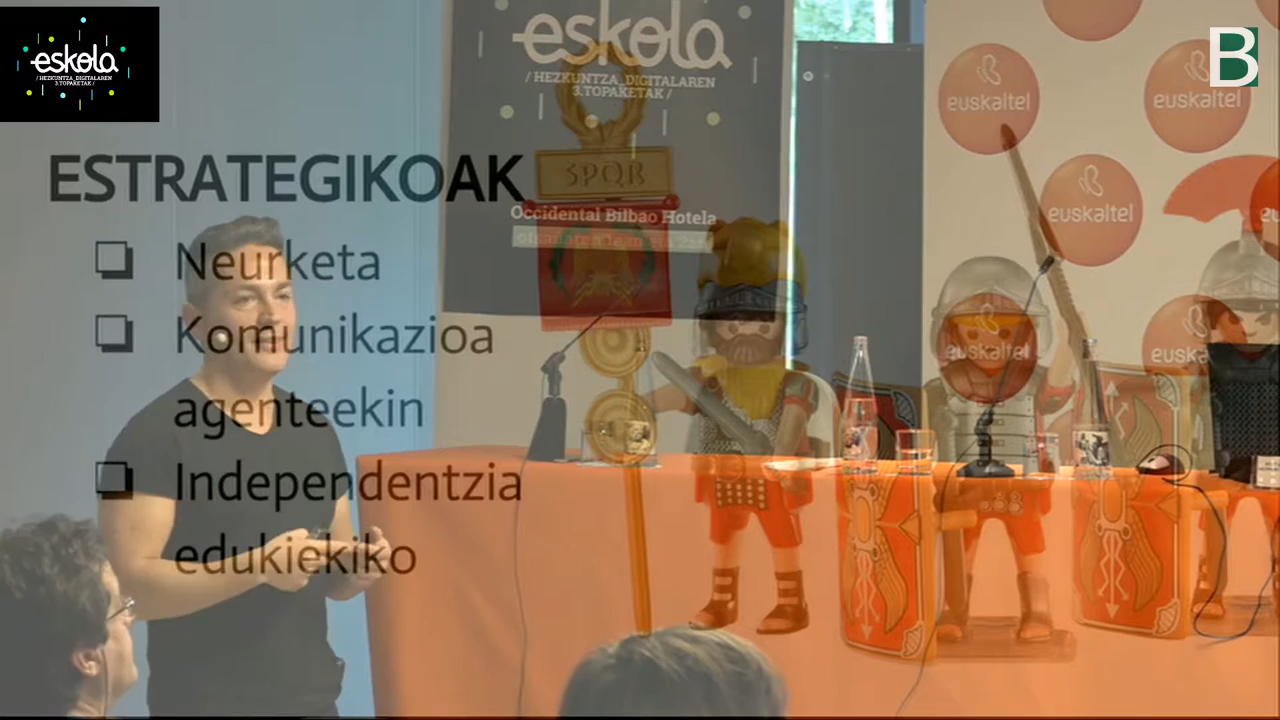 eskola
/ HEZKUNTZA_DIGITALAREN
3.TOPAKETAK /
B
eskola
/ HEZKUNTZA_DIGITALAREN
3.TOPAKETAK /
SPQR
Occidental Bilbao Hotela
euskaltel
euskaltel
euskaltel
euskaltel
ESTRATEGIKOAK
❏ Neurketa
❏ Komunikazioa
agenteekin
❏ Independentzia
edukiekiko